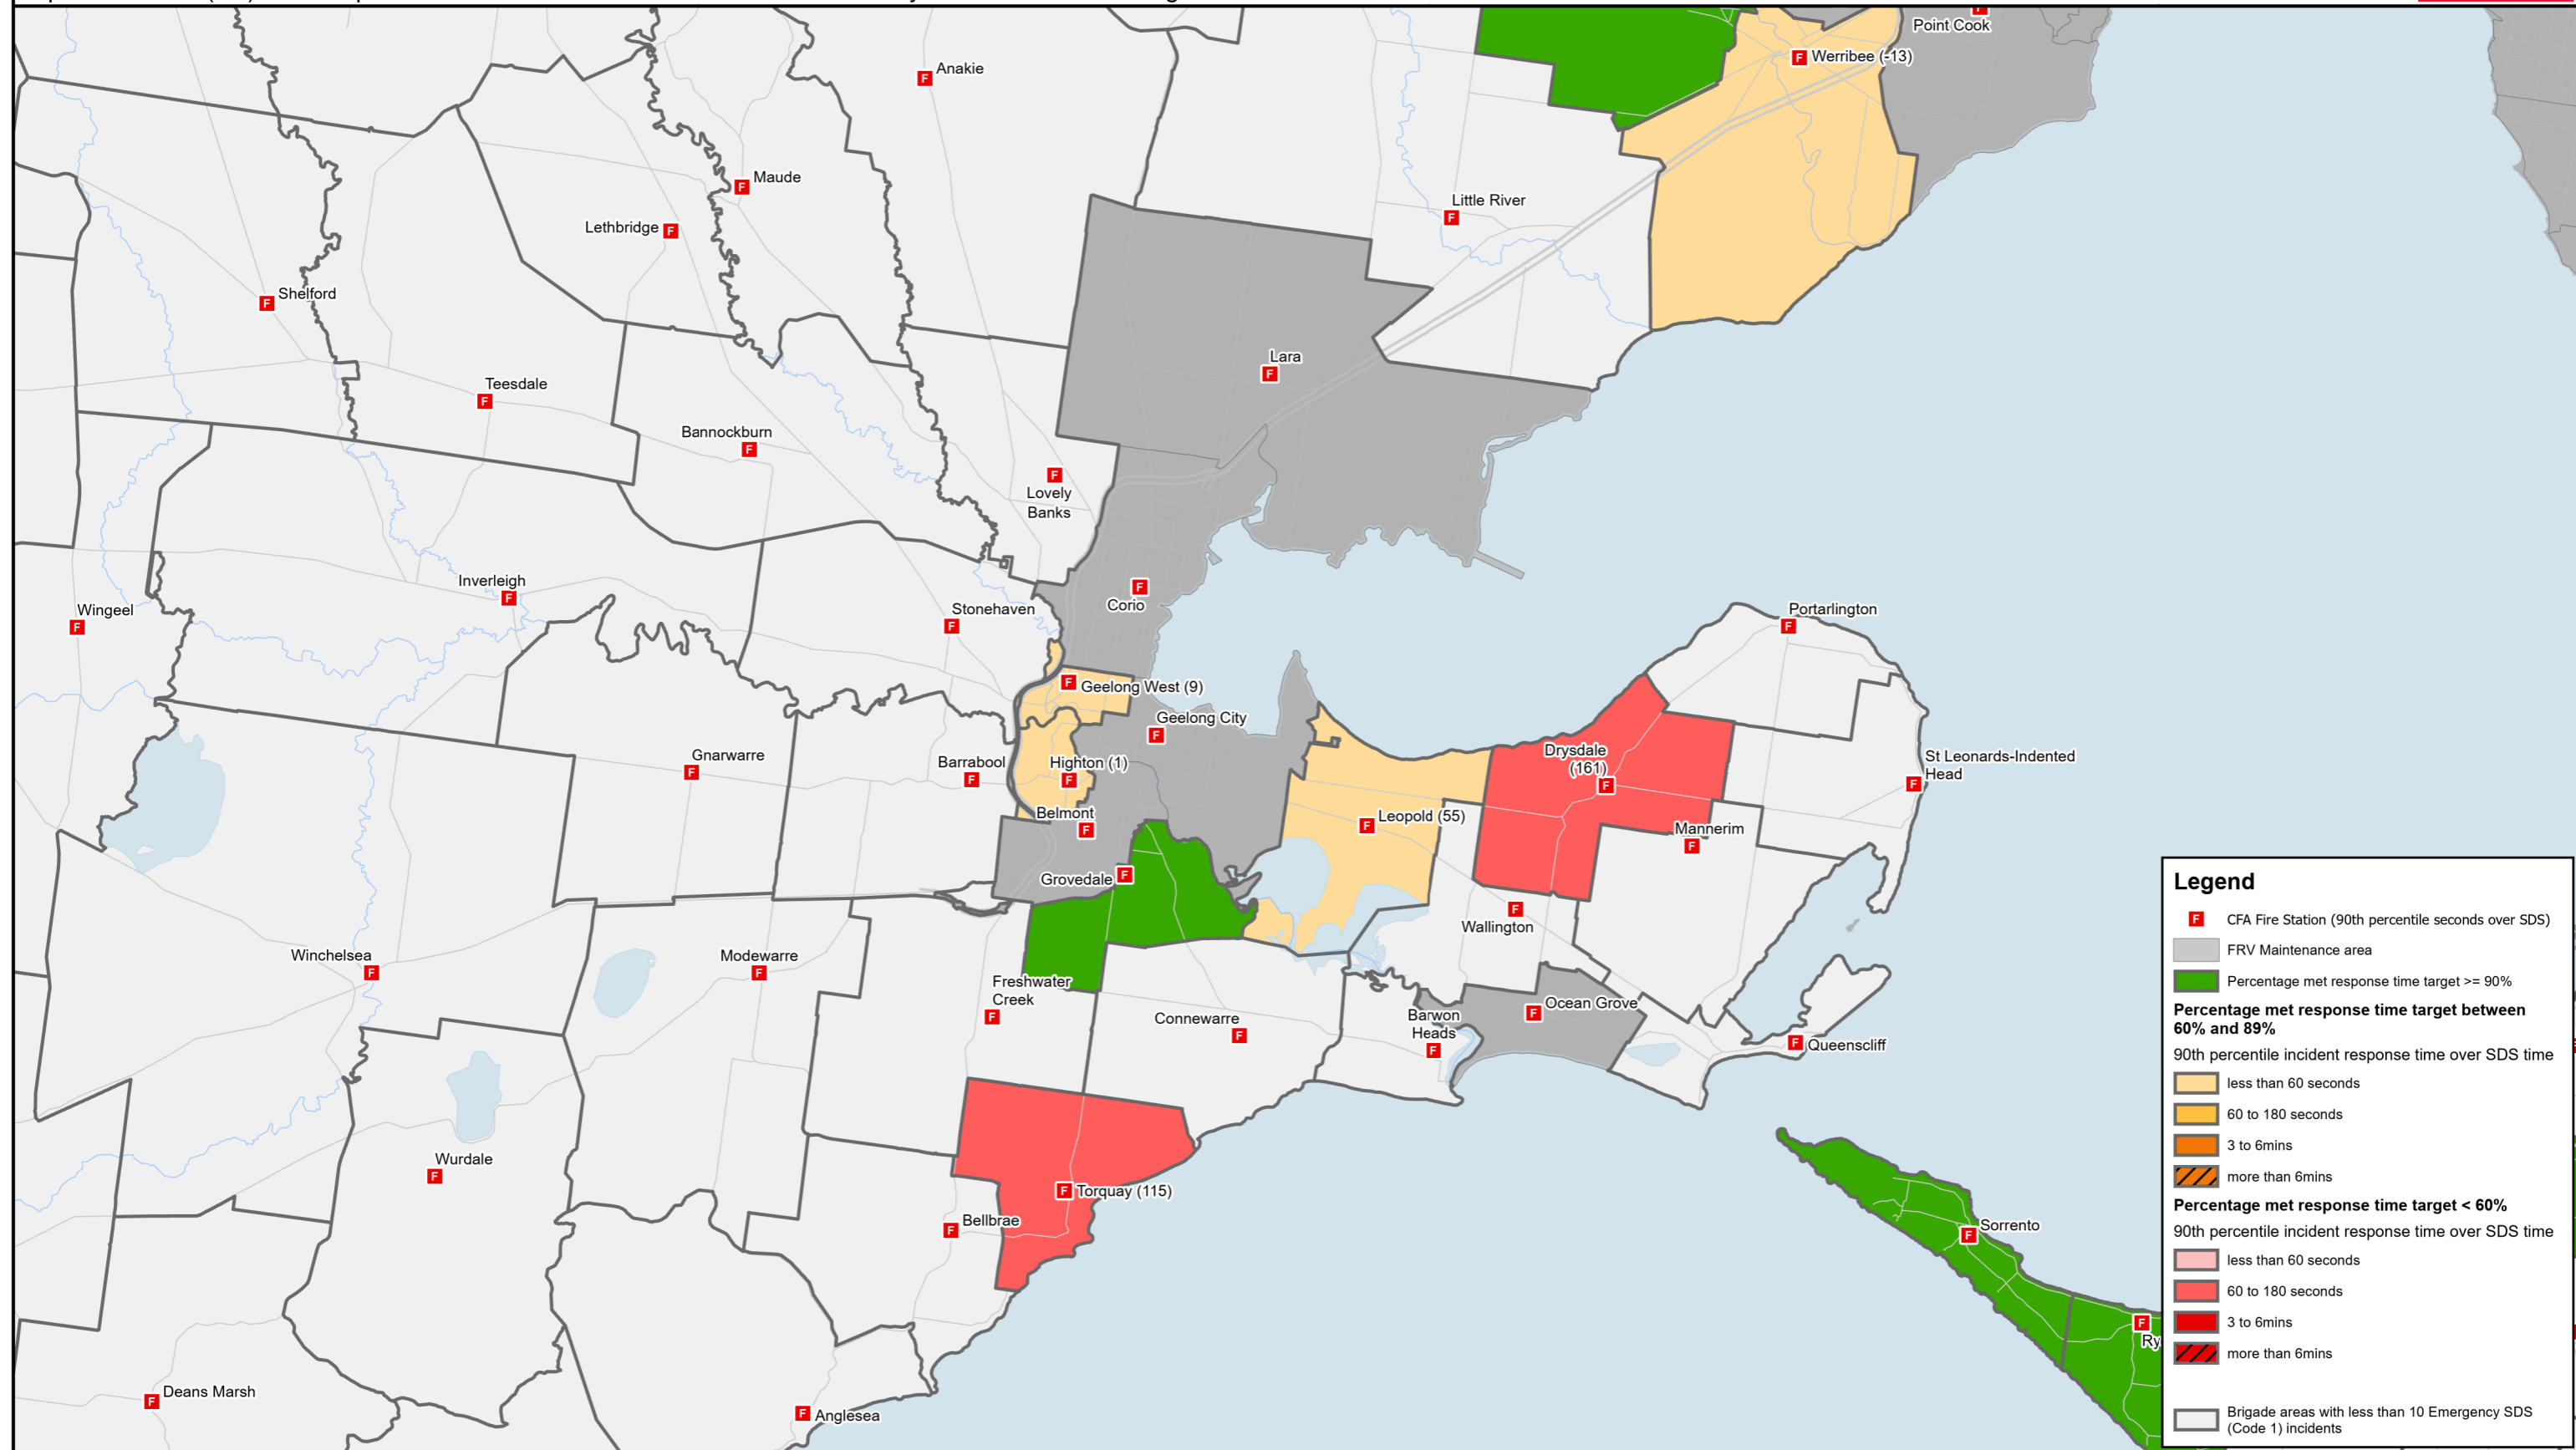 Point Cook
Werribee (-13)
Anakie
Maude
Little River
Lethbridge
Shelford
Lara
Teesdale
Bannockburn
Lovely
Banks
Inverleigh
Corio
Wingeel
Stonehaven
Portarlington
Geelong West (9)
Geelong City
Drysdale
(161)
Gnarwarre
Barrabool
Highton (1)
St Leonards-Indented
Head
Belmont
Leopold (55)
Mannerim
Grovedale
Wallington
Winchelsea
Modewarre
Freshwater
Creek
Ocean Grove
Connewarre
Barwon
Heads
Queenscliff
Wurdale
Torquay (115)
Bellbrae
Sorrento
Ry
Deans Marsh
Anglesea
Legend
F CFA Fire Station (90th percentile seconds over SDS)
FRV Maintenance area
Percentage met response time target >= 90%
Percentage met response time target between
60% and 89%
90th percentile incident response time over SDS time
less than 60 seconds
60 to 180 seconds
3 to 6mins
more than 6mins
Percentage met response time target < 60%
90th percentile incident response time over SDS time
less than 60 seconds
60 to 180 seconds
3 to 6mins
more than 6mins
Brigade areas with less than 10 Emergency SDS
(Code 1) incidents